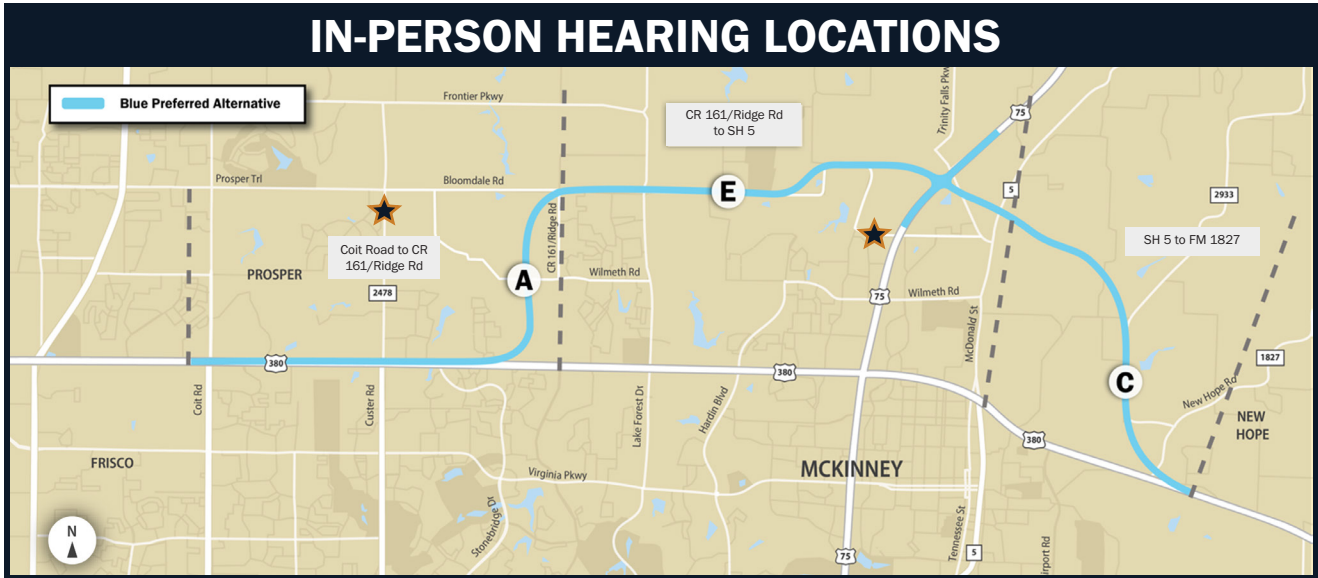 IN-PERSON HEARING LOCATIONS
Blue Preferred Alternative
Frontier Pkwy
CR 161/Ridge Rd
to SH 5
Trinity Falls Pkwy
75
Prosper Trl
Bloomdale Rd
E
5
2933
Coit Road to CR
161/Ridge Rd
CR 161/Ridge Rd
SH 5 to FM 1827
PROSPER
A
Wilmeth Rd
2478
75
Wilmeth Rd
McDonald St
380
380
1827
C
Coit Rd
Custer Rd
Lake Forest Dr
Hardin Blvd
New Hope Rd
NEW
HOPE
380
FRISCO
Virginia Pkwy
MCKINNEY
Stonebridge Dr
N
75
Tennessee St
5
irport Rd